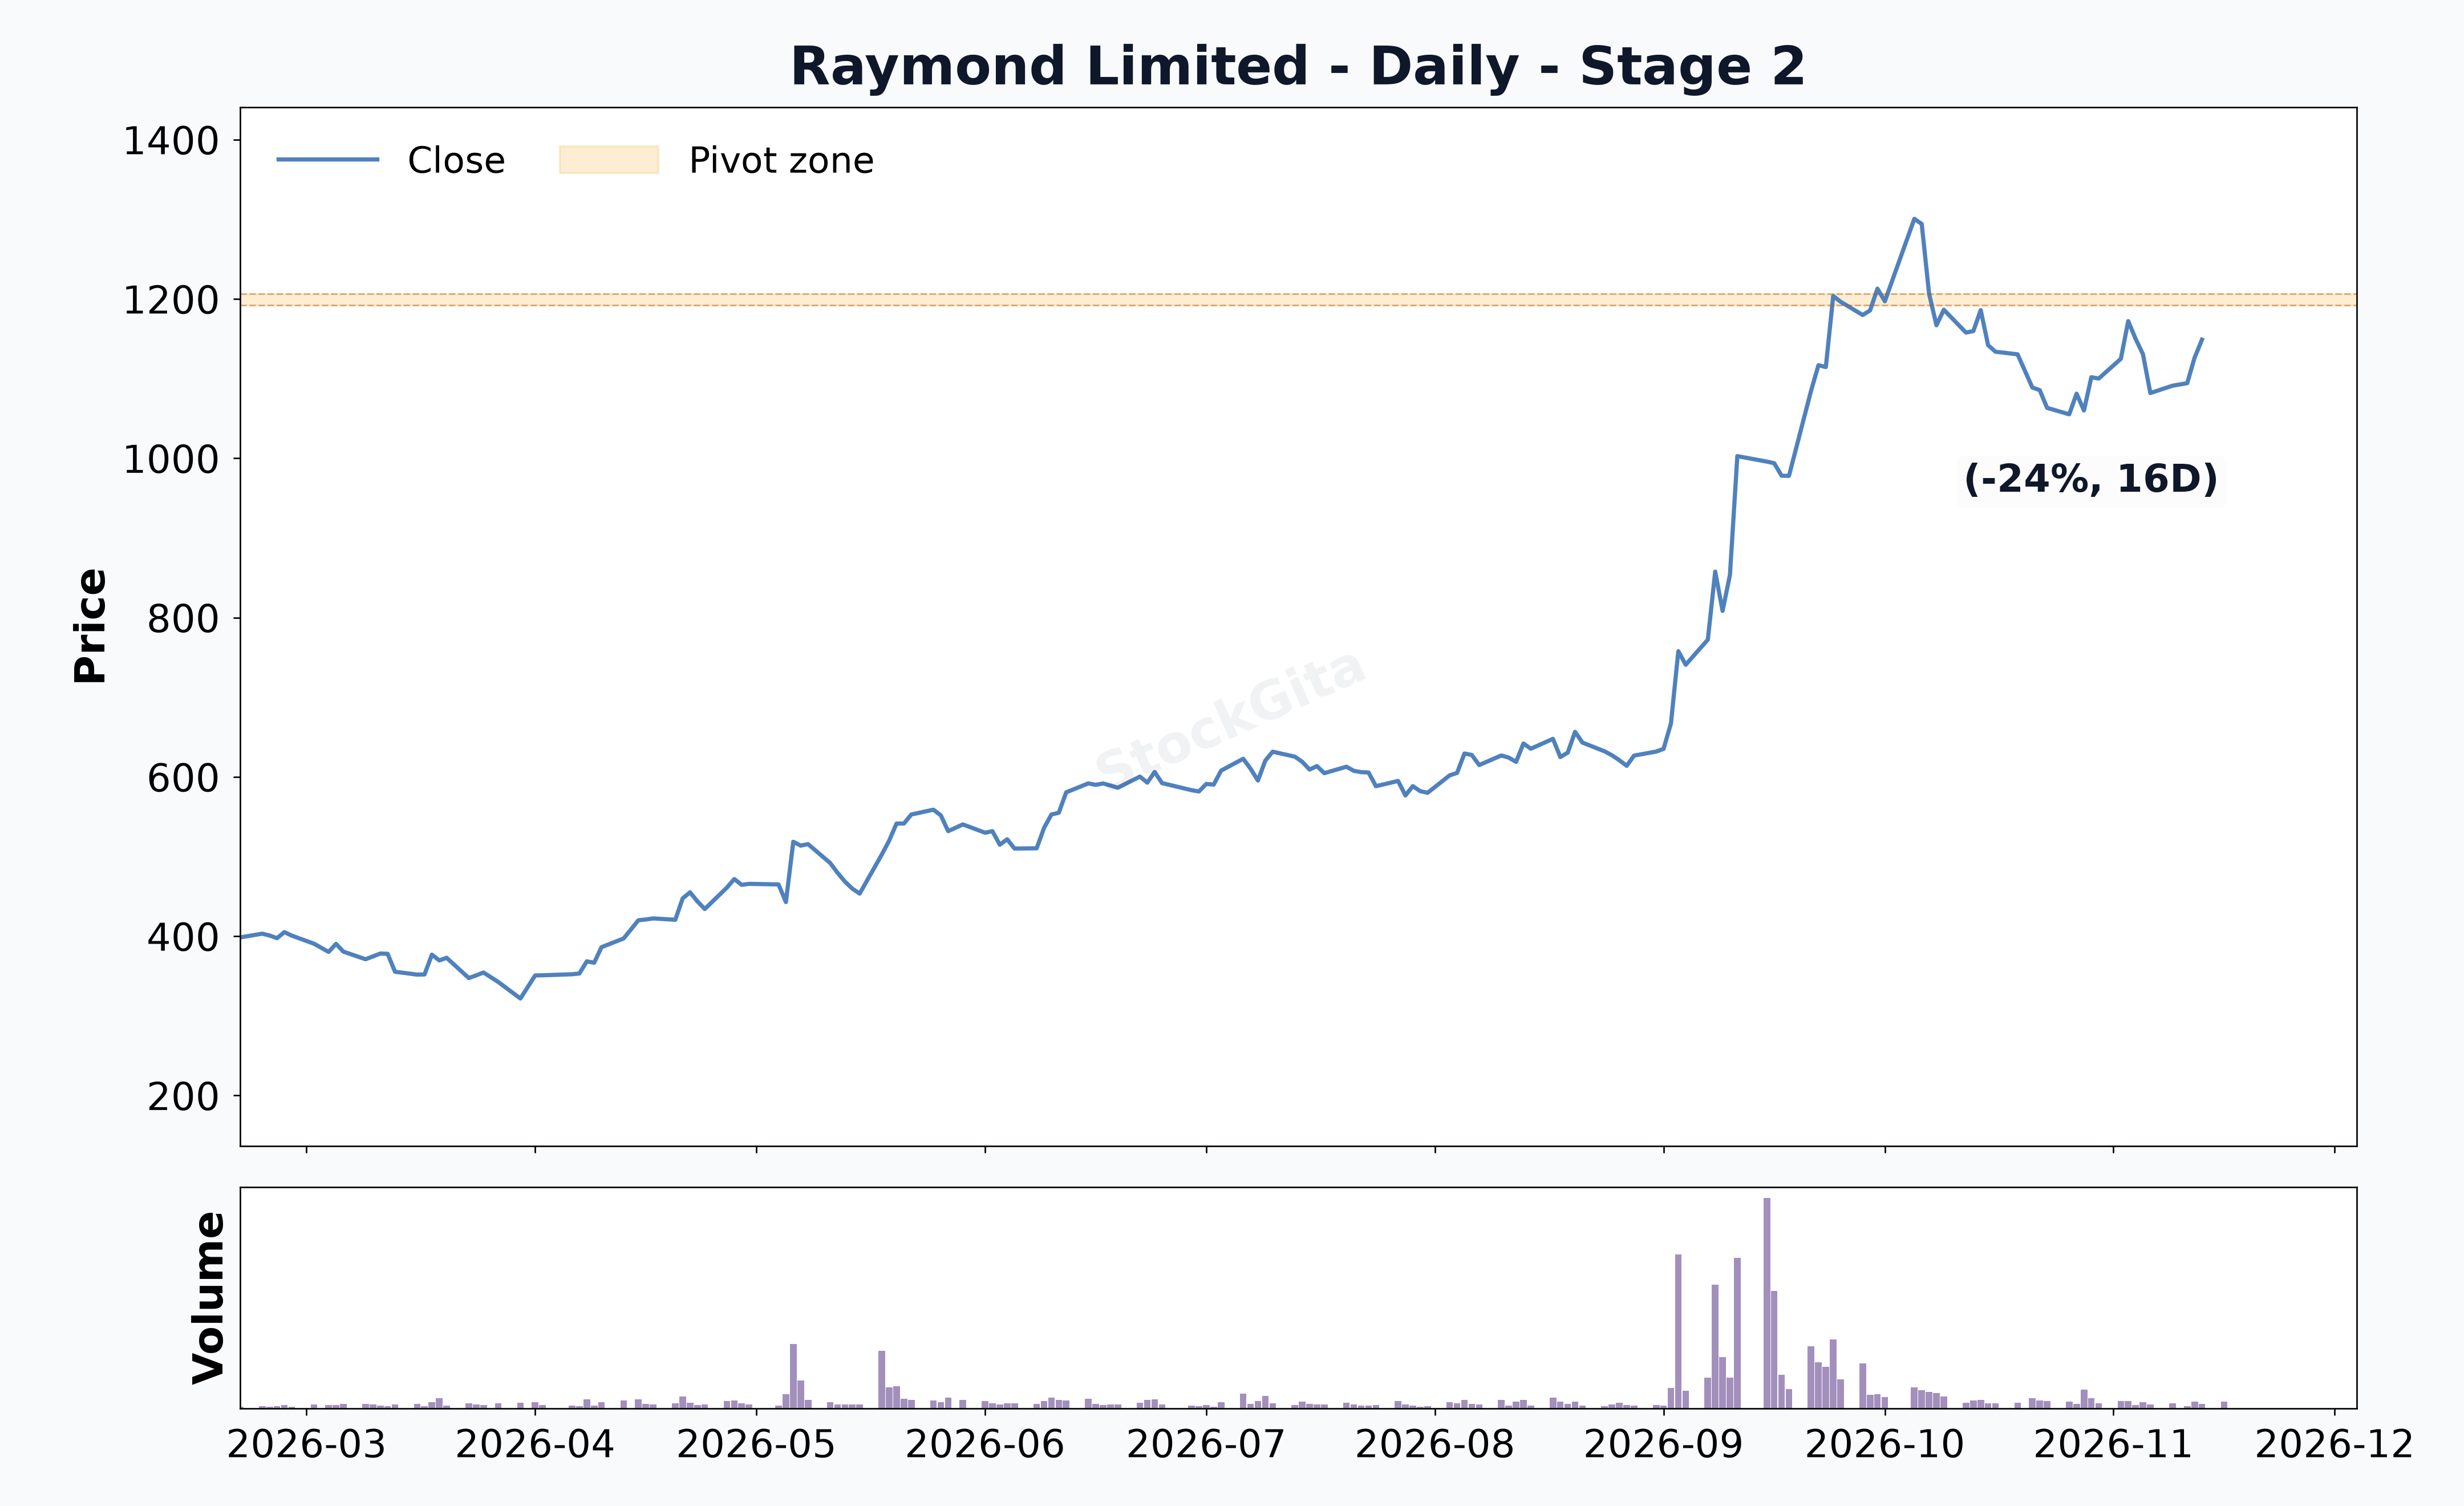 Raymond Limited - Daily - Stage 2
Close
Pivot zone
1400
1200
1000
800
600
400
200
Price
(-24%, 16D)
StockGita
Volume
2026-03
2026-04
2026-05
2026-06
2026-07
2026-08
2026-09
2026-10
2026-11
2026-12